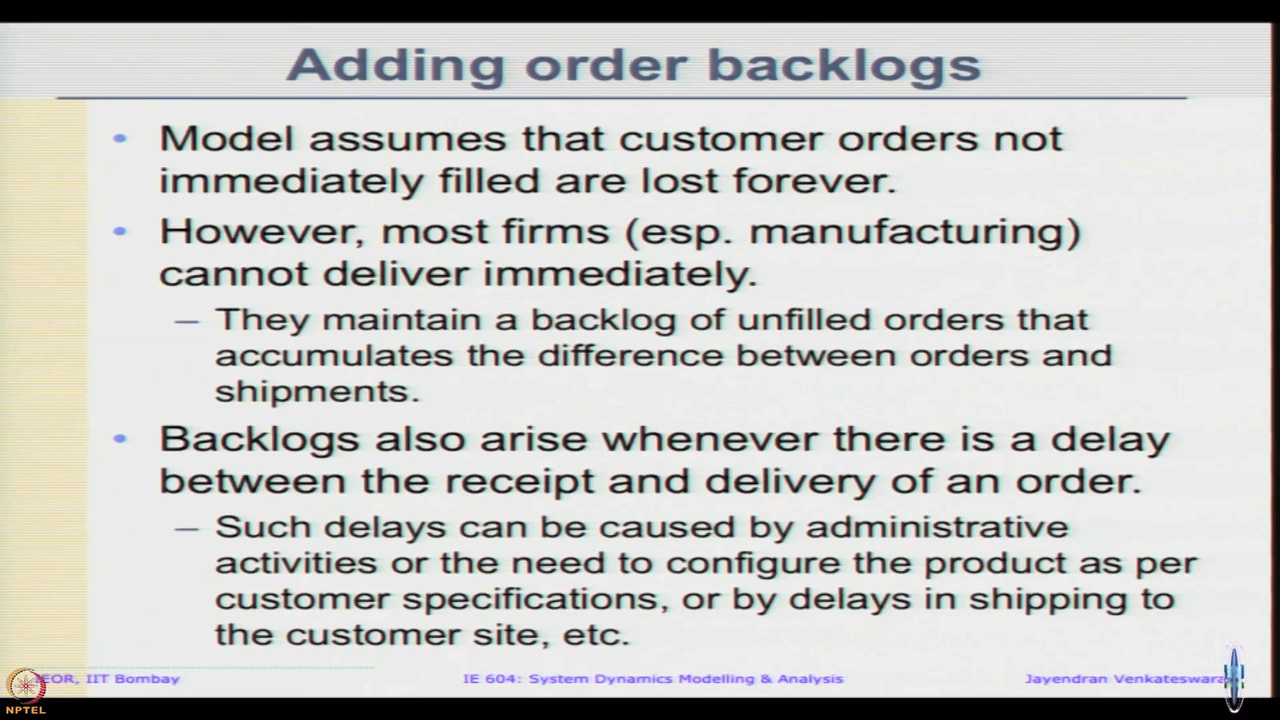 Adding order backlogs
• Model assumes that customer orders not
immediately filled are lost forever.
• However, most firms (esp. manufacturing)
cannot deliver immediately.
– They maintain a backlog of unfilled orders that
accumulates the difference between orders and
shipments.
• Backlogs also arise whenever there is a delay
between the receipt and delivery of an order.
– Such delays can be caused by administrative
activities or the need to configure the product as per
customer specifications, or by delays in shipping to
the customer site, etc.
IEOR, IIT Bombay
IE 604: System Dynamics Modelling & Analysis
Jayendran Venkateswara
NPTEL